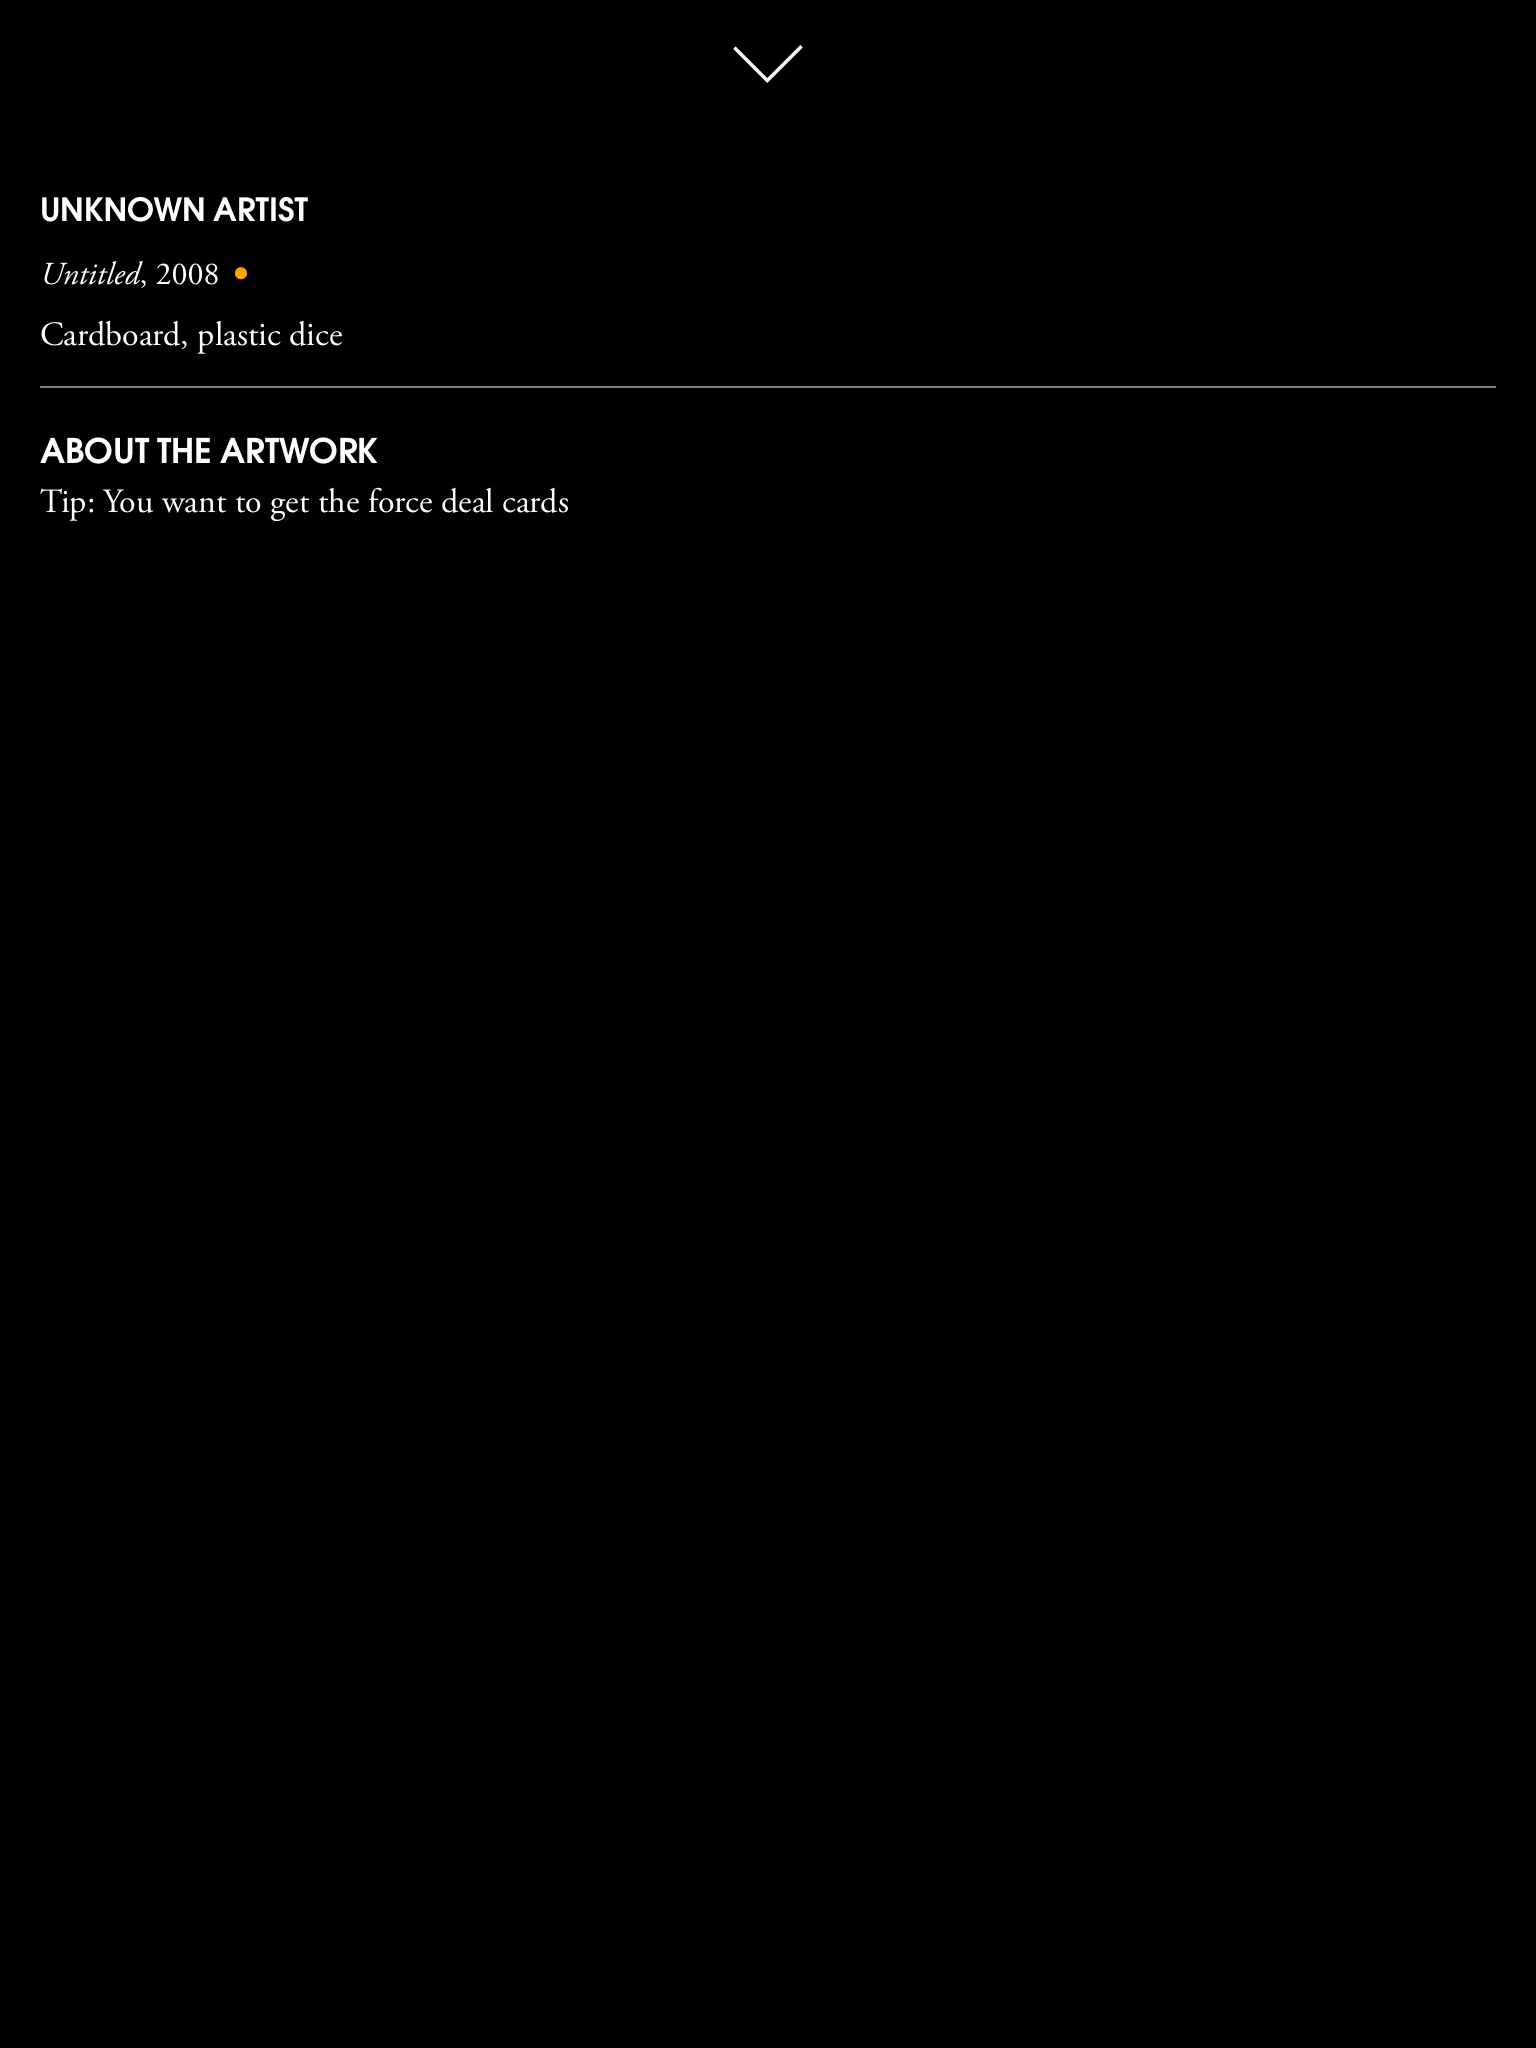 UNKNOWN ARTIST
Untitled, 2008
Cardboard, plastic dice
ABOUT THE ARTWORK
Tip: You want to get the force deal cards